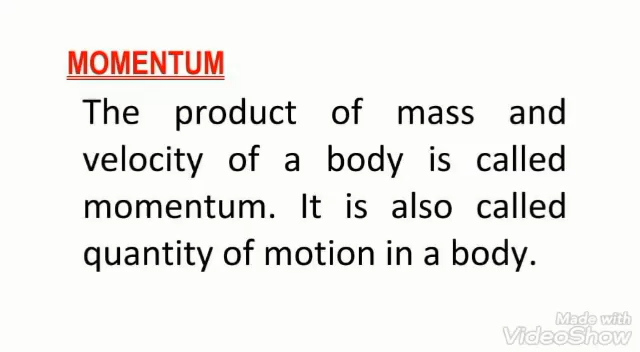 MOMENTUM
The product of mass and
velocity of a body is called
momentum. It is also called
quantity of motion in a body.
Made with
VideoShow